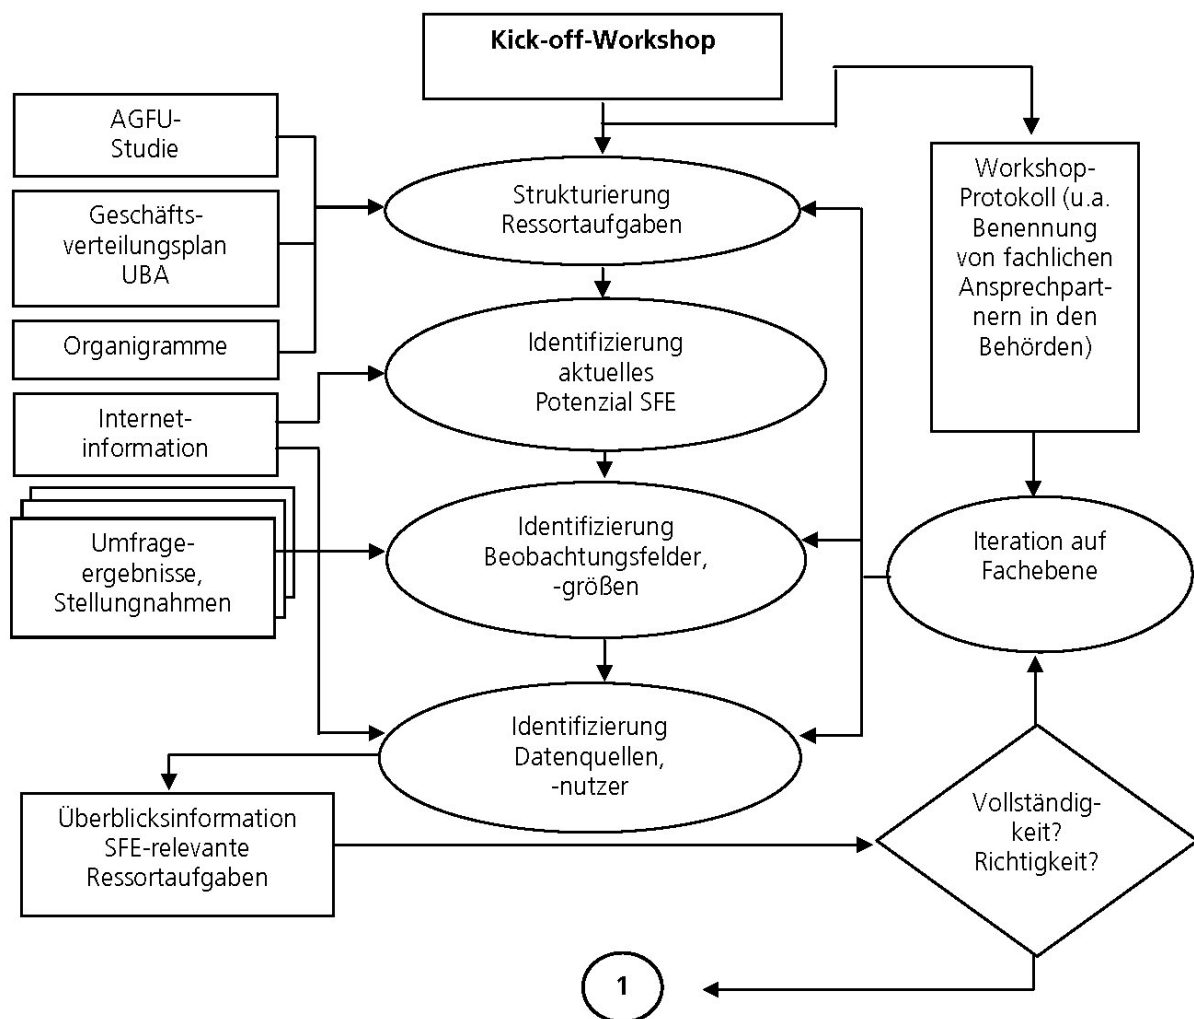 Kick-off-Workshop
AGFU-
Studie
Geschäfts-
verteilungsplan
UBA
Organigramme
Internet-
information
Umfrage-
ergebnisse,
Stellungnahmen
Strukturierung
Ressortaufgaben
Identifizierung
aktuelles
Potenzial SFE
Identifizierung
Beobachtungsfelder,
-größen
Identifizierung
Datenquellen,
-nutzer
Workshop-
Protokoll (u.a.
Benennung
von fachlichen
Ansprechpart-
nern in den
Behörden)
Iteration auf
Fachebene
Überblicksinformation
SFE-relevante
Ressortaufgaben
Vollständig-
keit?
Richtigkeit?
1